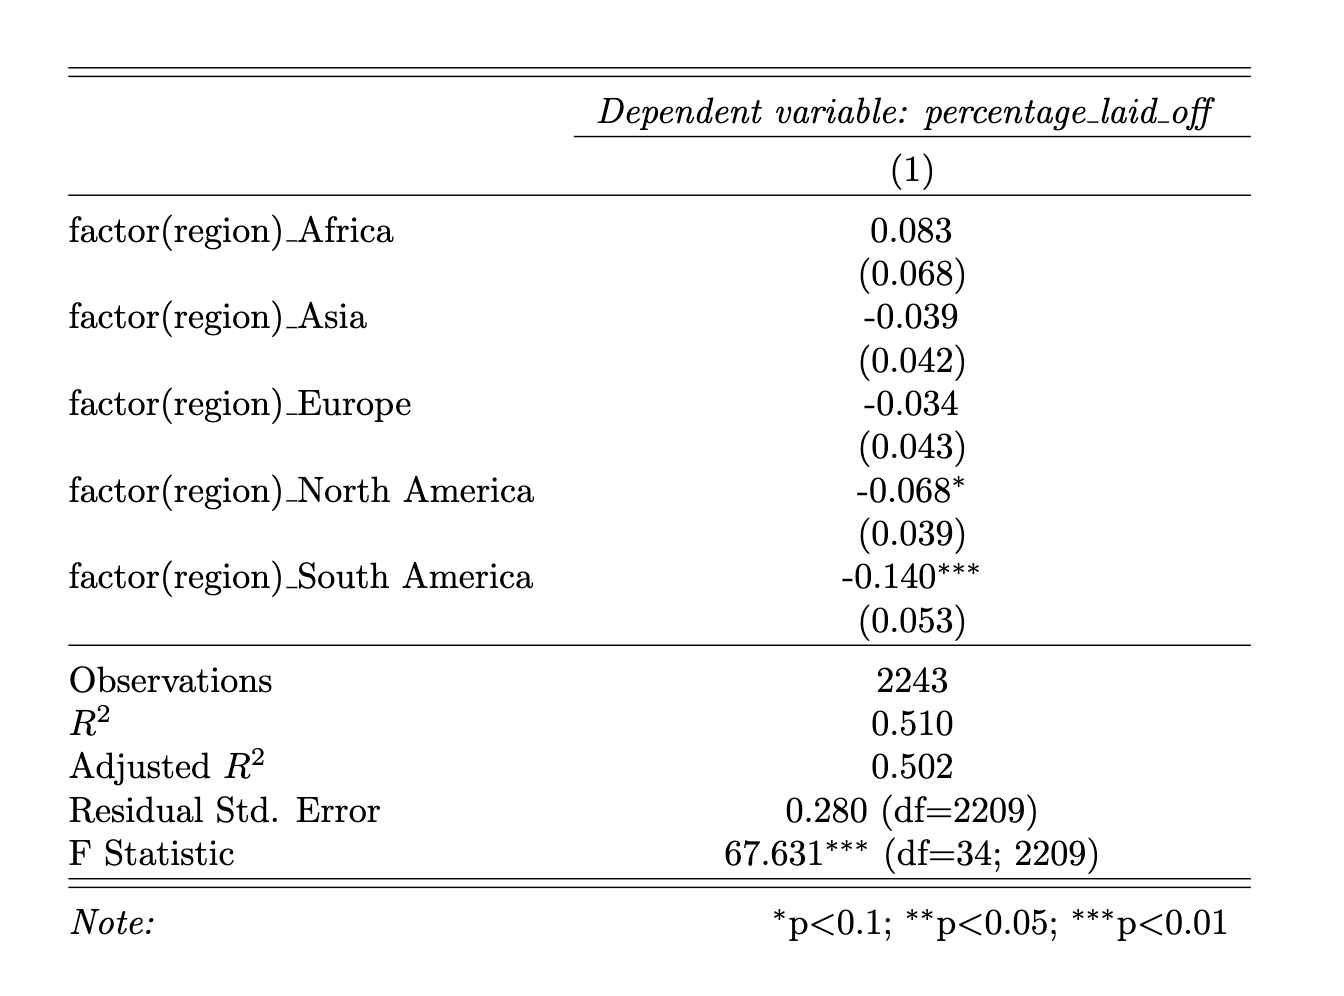 Dependent variable: percentage_laid_off
(1)
factor(region)_Africa 0.083
(0.068)
factor(region)_Asia -0.039
(0.042)
factor(region)_Europe -0.034
(0.043)
factor(region)_North America -0.068*
(0.039)
factor(region)_South America -0.140***
(0.053)
Observations 2243
R² 0.510
Adjusted R² 0.502
Residual Std. Error 0.280 (df=2209)
F Statistic 67.631*** (df=34; 2209)
Note: *p<0.1; **p<0.05; ***p<0.01